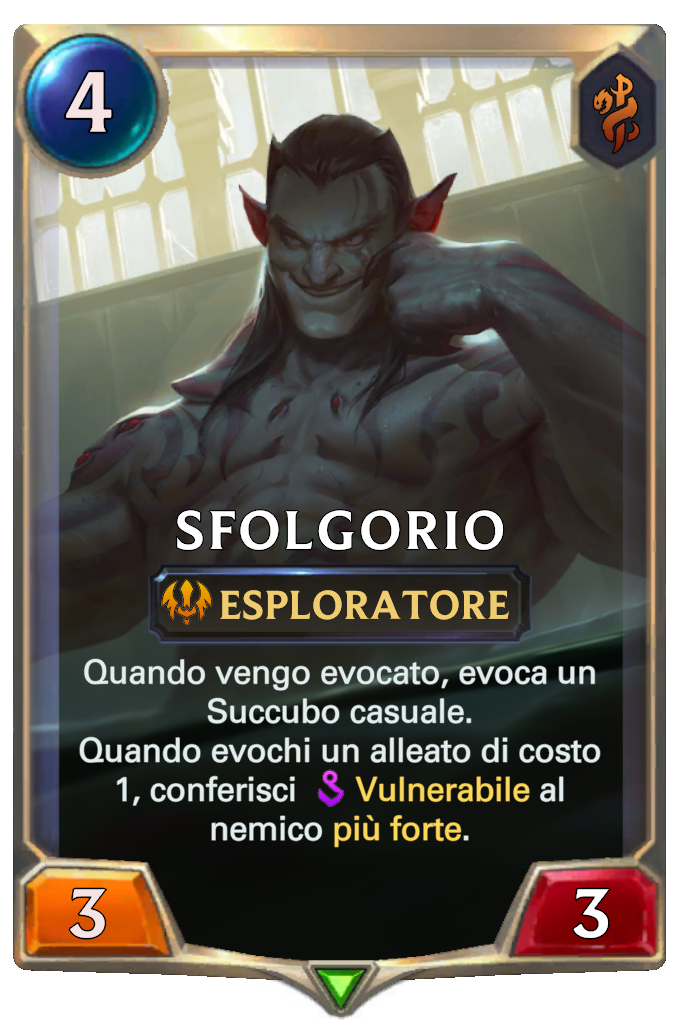 4
SFOLGORIO
ESPLORATORE
Quando vengo evocato, evoca un
Succubo casuale.
Quando evochi un alleato di costo
1, conferisci Vulnerabile al
nemico più forte.
3
3